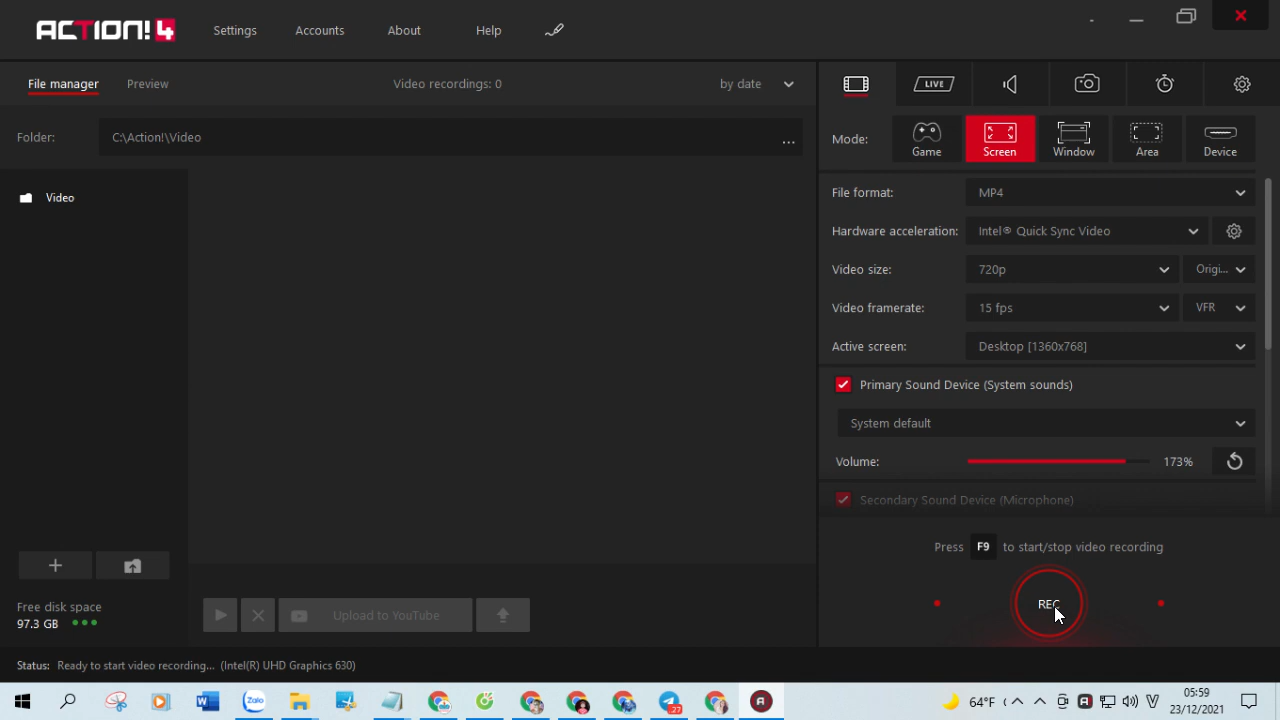 ACTION! 4 Settings Accounts About Help
File manager Preview Video recordings: 0 by date
LIVE
Folder: C:\Action!\Video ...
Mode: Game Screen Window Area Device
Video
File format: MP4
Hardware acceleration: Intel® Quick Sync Video
Video size: 720p Origi...
Video framerate: 15 fps VFR
Active screen: Desktop [1360x768]
Primary Sound Device (System sounds)
System default
Volume: 173%
Secondary Sound Device (Microphone)
Press F9 to start/stop video recording
REC
Free disk space
97.3 GB
Upload to YouTube
Status: Ready to start video recording... (Intel(R) UHD Graphics 630)
W Zalo 27 A 64°F ( A V 05:59
23/12/2021